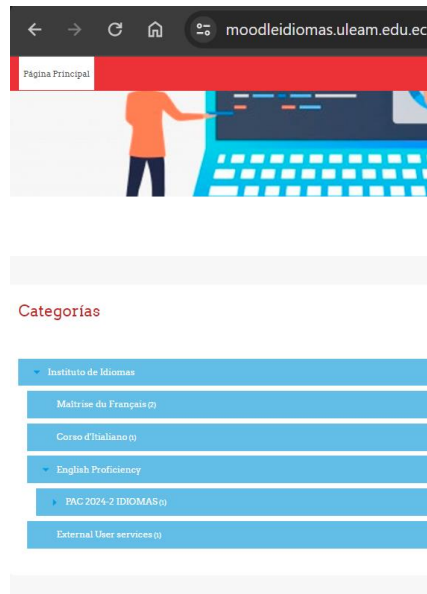 moodleidiomas.uleam.edu.ec
Página Principal
Categorías
Instituto de Idiomas
Maîtrise du Français (2)
Corso d'Itialiano (1)
English Proficiency
PAC 2024-2 IDIOMAS (1)
External User services (1)